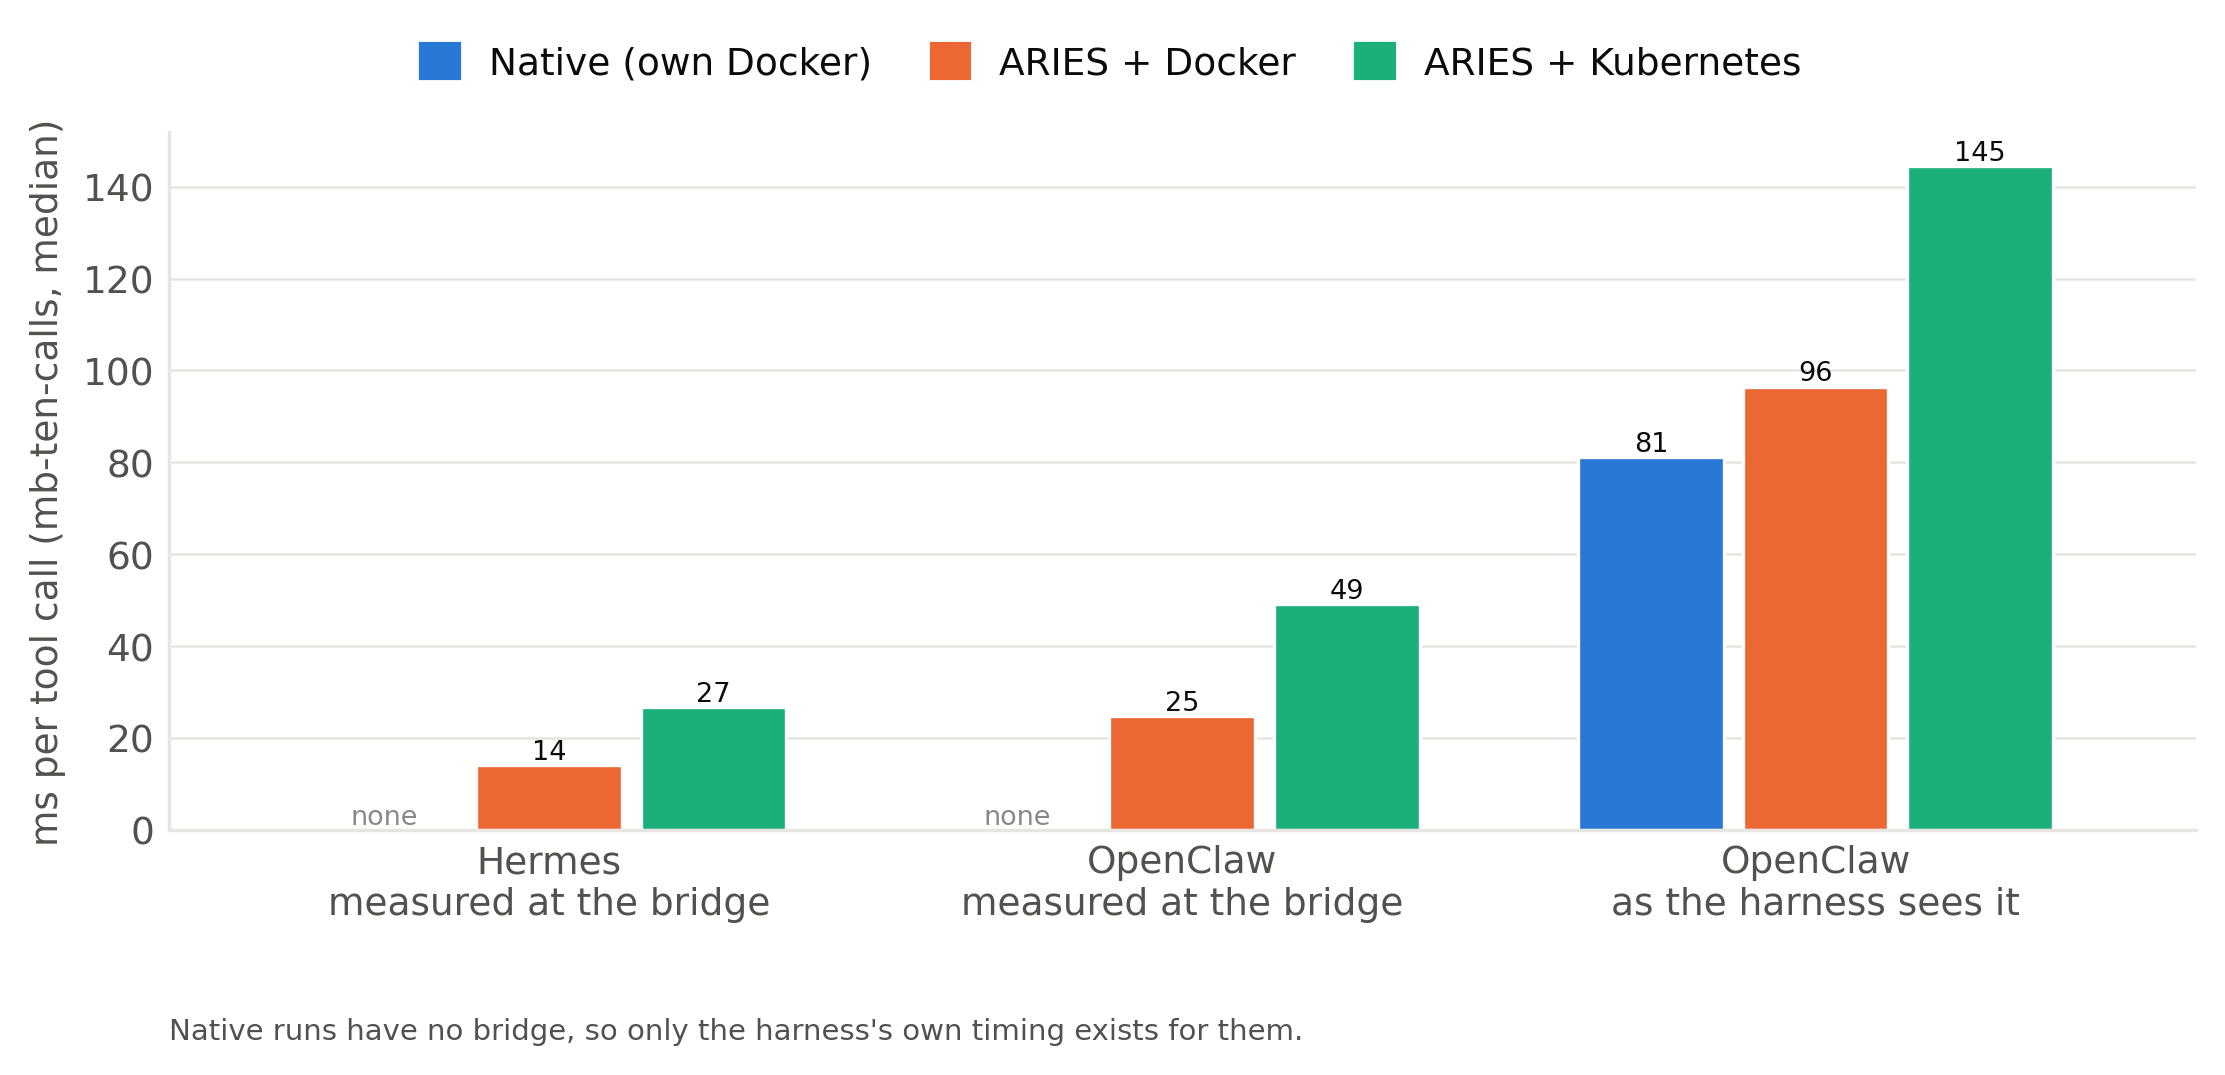 Native (own Docker)
ARIES + Docker
ARIES + Kubernetes
ms per tool call (mb-ten-calls, median)
140
120
100
80
60
40
20
0
none
14
27
none
25
49
81
96
145
Hermes
measured at the bridge
OpenClaw
measured at the bridge
OpenClaw
as the harness sees it
Native runs have no bridge, so only the harness's own timing exists for them.